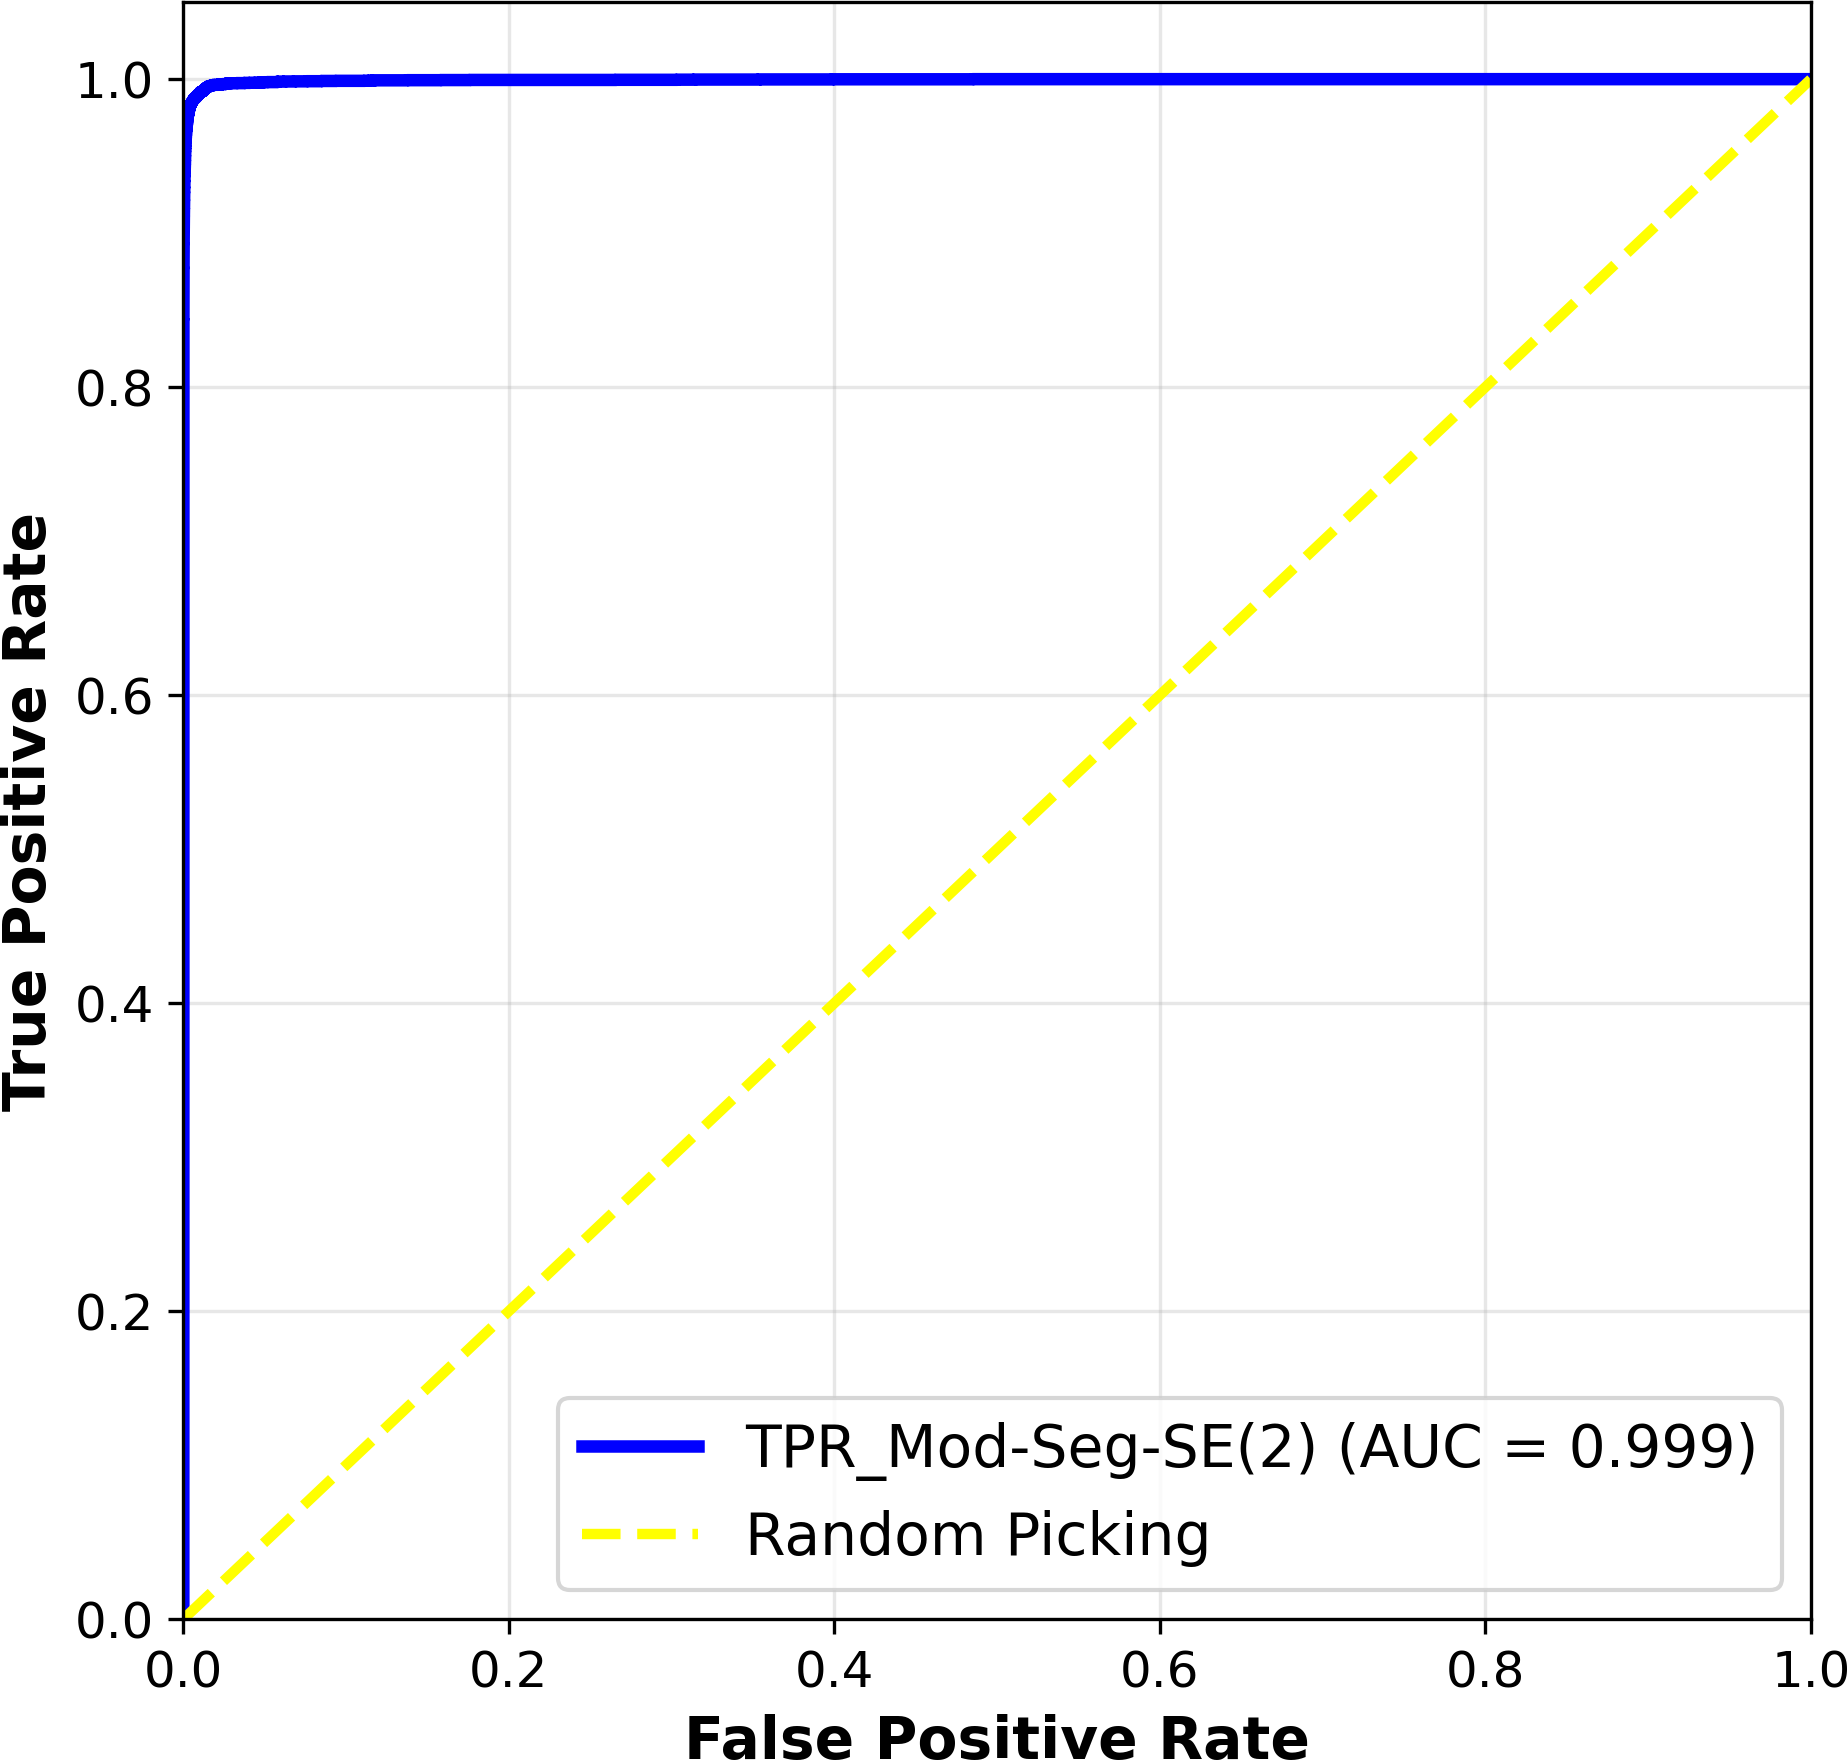 True Positive Rate
1.0
0.8
0.6
0.4
0.2
0.0
TPR_Mod-Seg-SE(2) (AUC = 0.999)
Random Picking
0.0 0.2 0.4 0.6 0.8 1.0
False Positive Rate